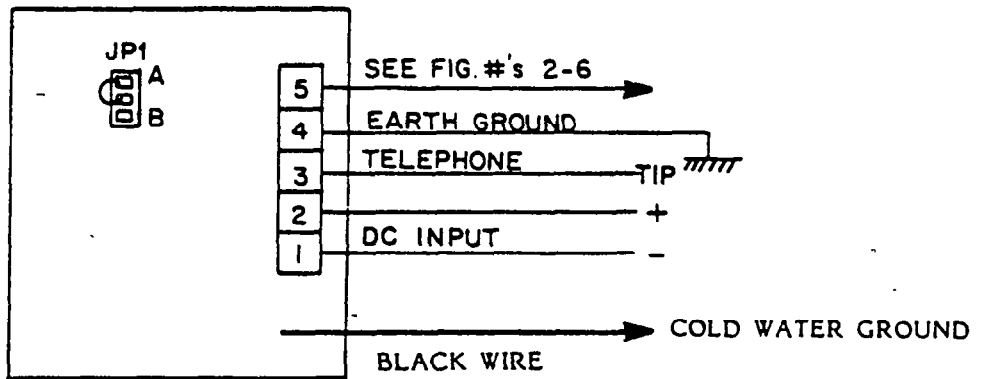 JP1
A
B
5 SEE FIG.#'s 2-6
4 EARTH GROUND
3 TELEPHONE TIP
2 +
1 DC INPUT -
COLD WATER GROUND
BLACK WIRE